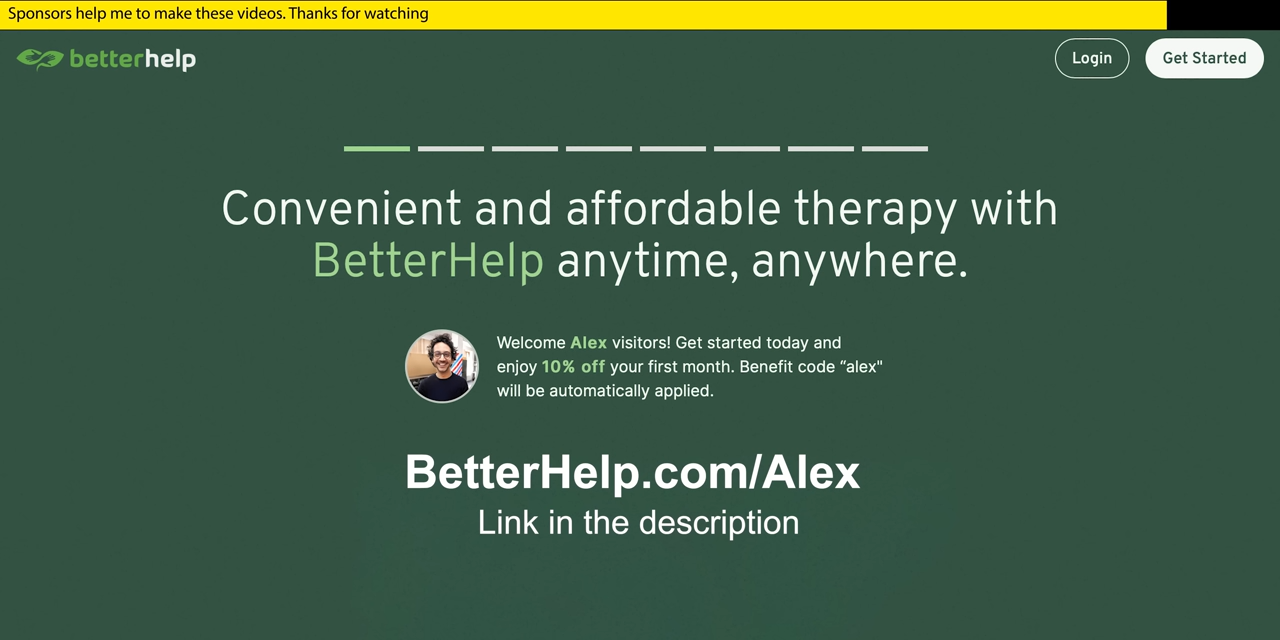 Sponsors help me to make these videos. Thanks for watching
betterhelp
Login
Get Started
Convenient and affordable therapy with
BetterHelp anytime, anywhere.
Welcome Alex visitors! Get started today and
enjoy 10% off your first month. Benefit code “alex"
will be automatically applied.
BetterHelp.com/Alex
Link in the description